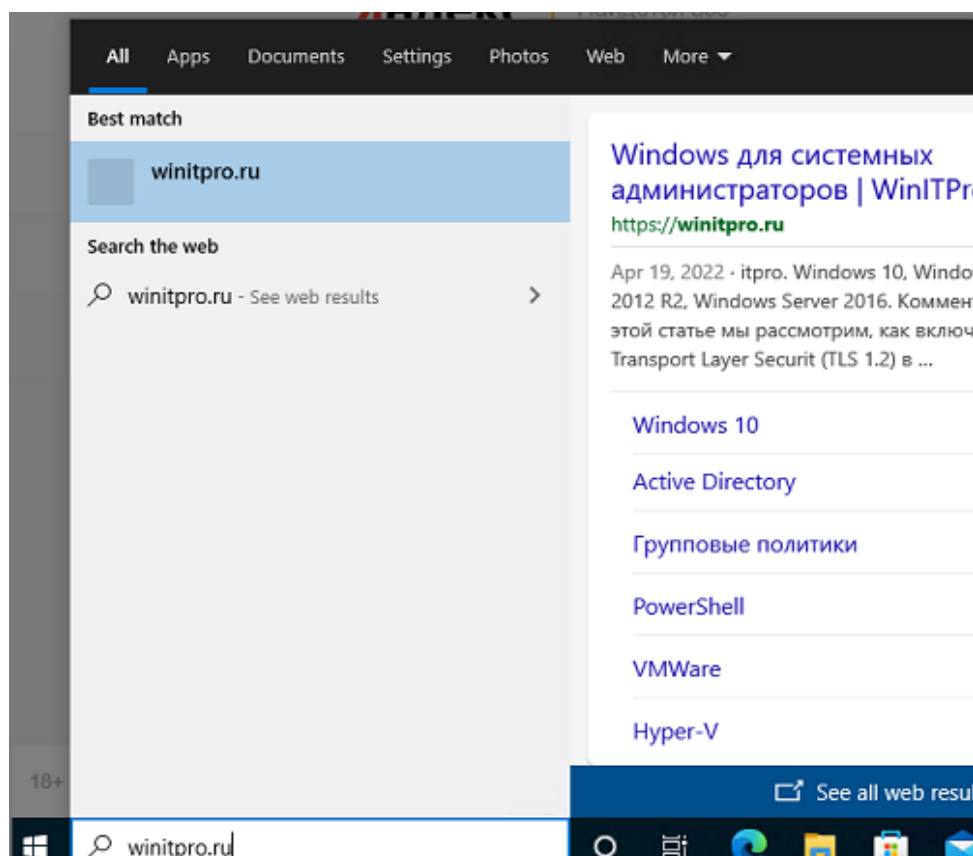 All Apps Documents Settings Photos Web More
Best match
winitpro.ru
Search the web
winitpro.ru - See web results
Windows для системных
администраторов | WinITPr
https://winitpro.ru
Apr 19, 2022 · itpro. Windows 10, Windo
2012 R2, Windows Server 2016. Коммен
этой статье мы рассмотрим, как включ
Transport Layer Securit (TLS 1.2) в ...
Windows 10
Active Directory
Групповые политики
PowerShell
VMWare
Hyper-V
See all web resul
18+
winitpro.ru